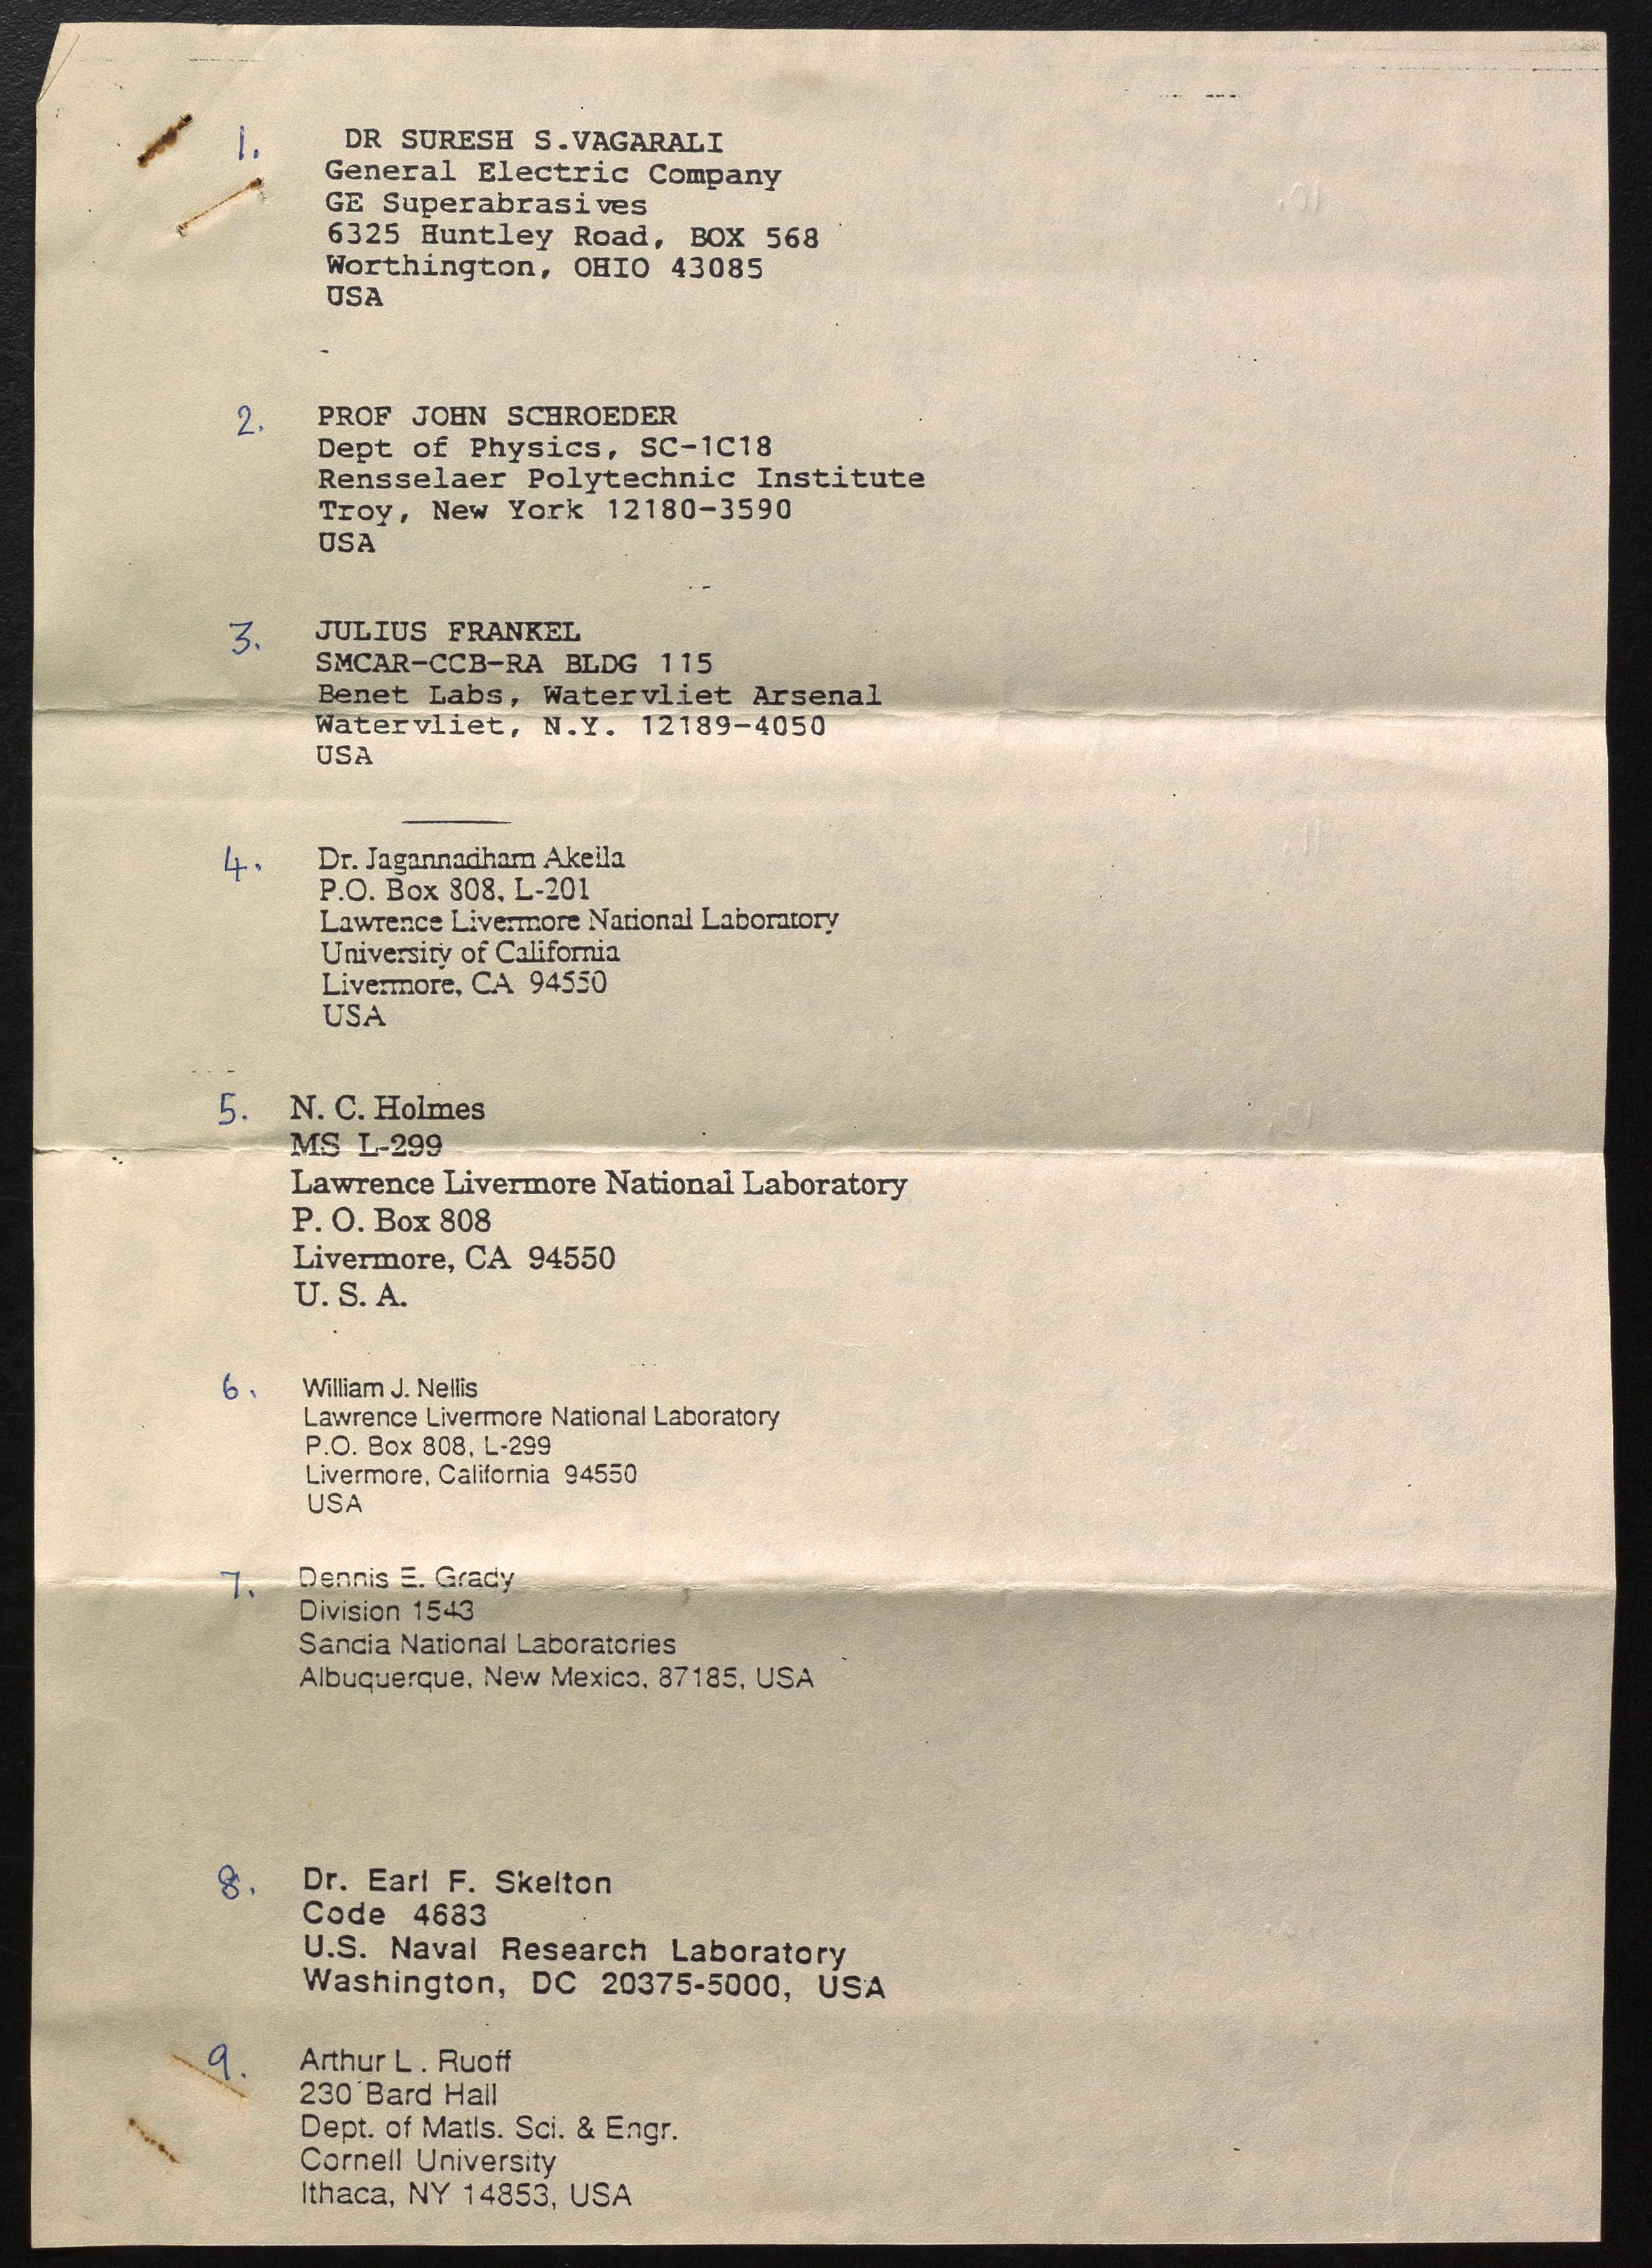 1. DR SURESH S.VAGARALI
General Electric Company
GE Superabrasives
6325 Huntley Road, BOX 568
Worthington, OHIO 43085
USA
2. PROF JOHN SCHROEDER
Dept of Physics, SC-1C18
Rensselaer Polytechnic Institute
Troy, New York 12180-3590
USA
3. JULIUS FRANKEL
SMCAR-CCB-RA BLDG 115
Benet Labs, Watervliet Arsenal
Watervliet, N.Y. 12189-4050
USA
4. Dr. Jagannadham Akella
P.O. Box 808, L-201
Lawrence Livermore National Laboratory
University of California
Livermore, CA 94550
USA
5. N. C. Holmes
MS L-299
Lawrence Livermore National Laboratory
P. O. Box 808
Livermore, CA 94550
U. S. A.
6. William J. Nellis
Lawrence Livermore National Laboratory
P.O. Box 808, L-299
Livermore, California 94550
USA
7. Dennis E. Grady
Division 1543
Sandia National Laboratories
Albuquerque, New Mexico, 87185, USA
8. Dr. Earl F. Skelton
Code 4683
U.S. Naval Research Laboratory
Washington, DC 20375-5000, USA
9. Arthur L. Ruoff
230 Bard Hall
Dept. of Matls. Sci. & Engr.
Cornell University
Ithaca, NY 14853, USA